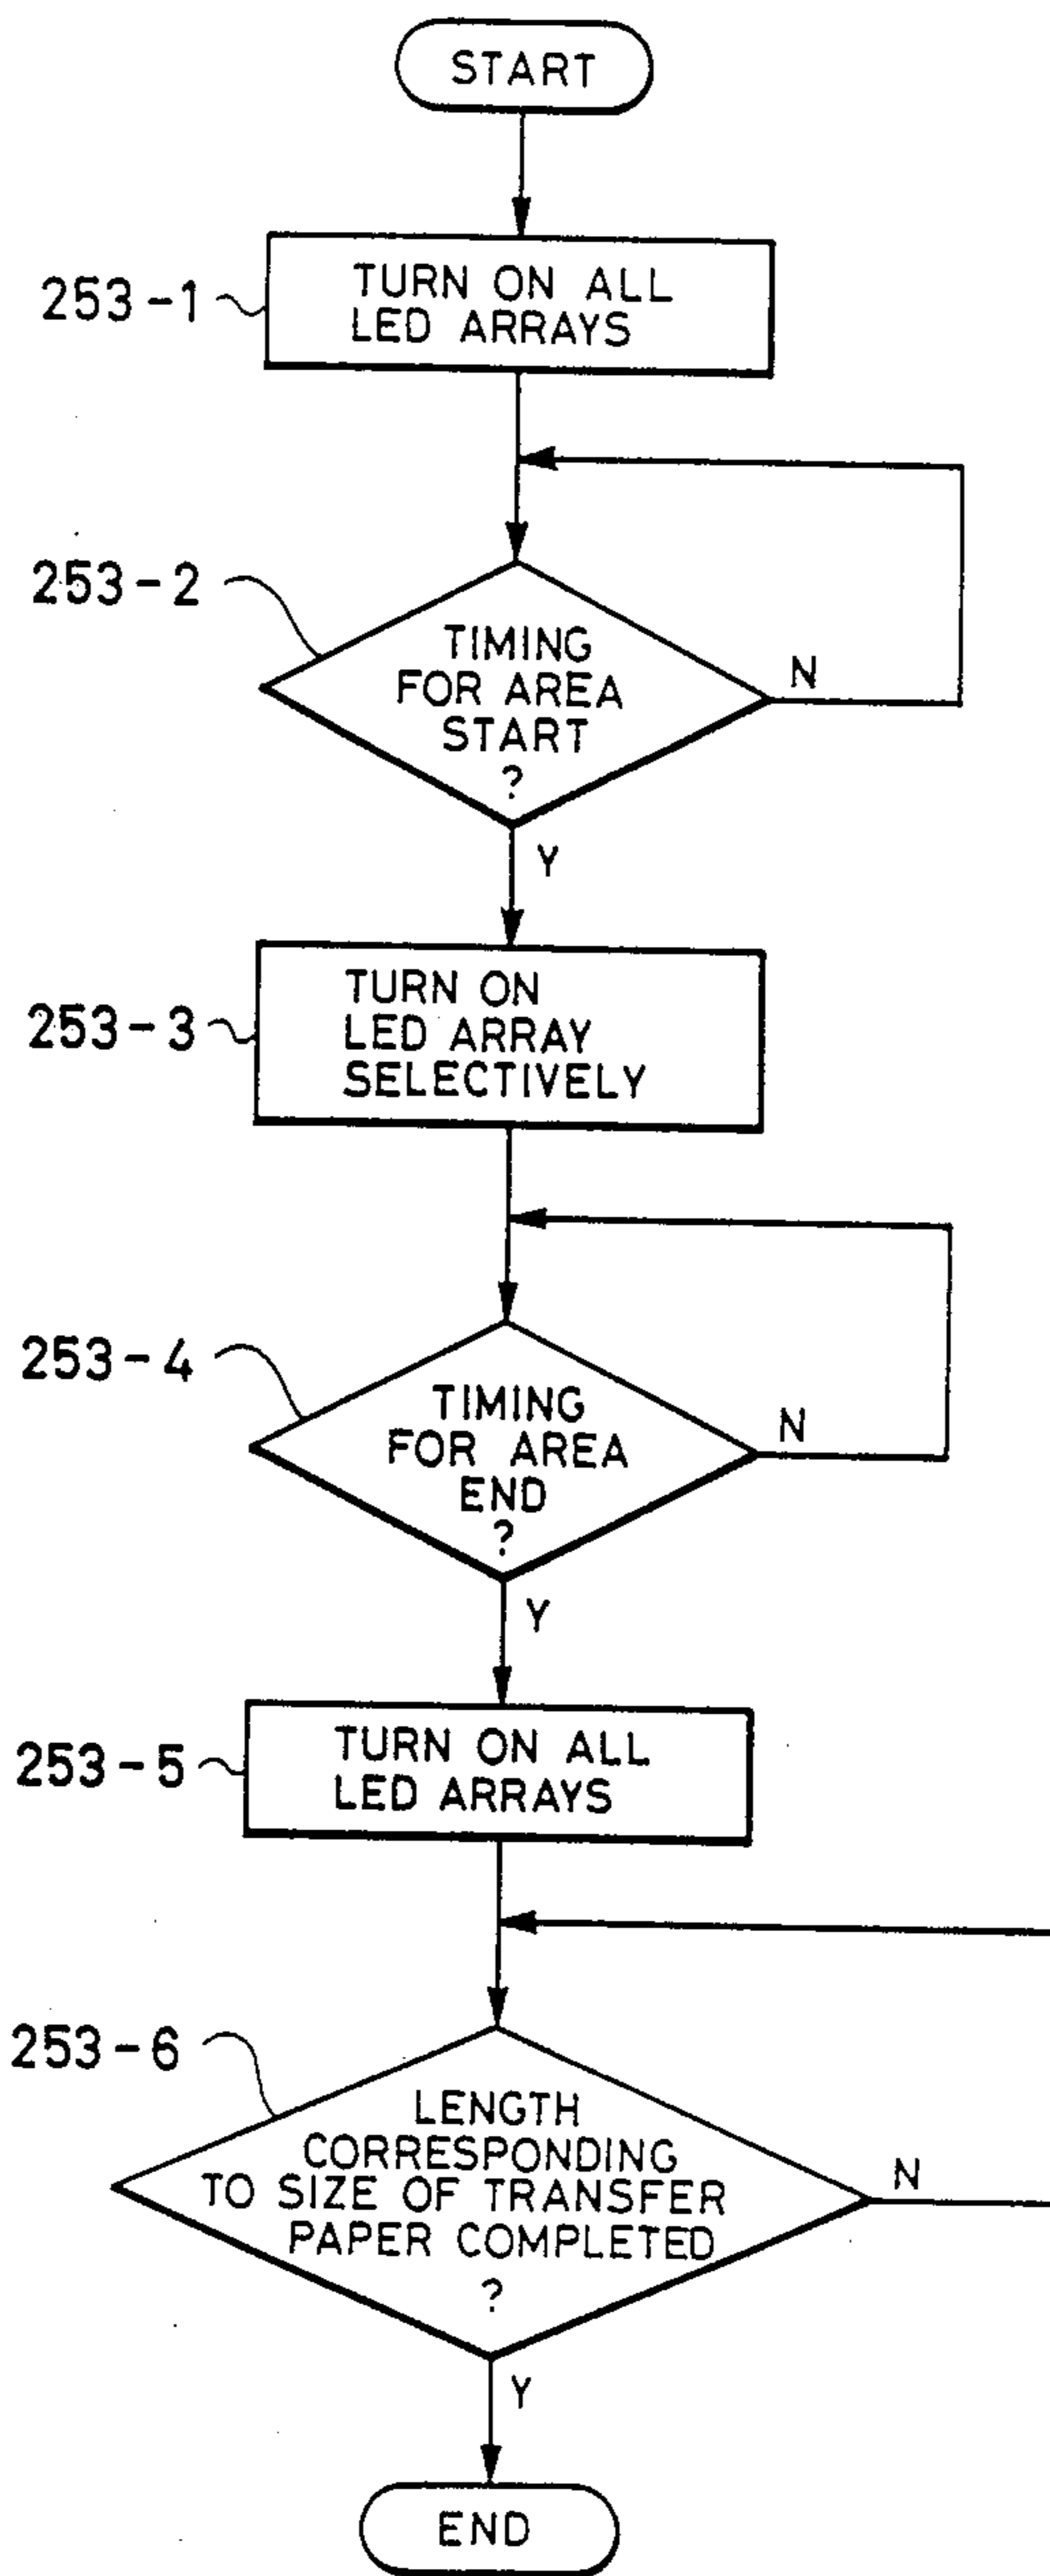 START
253-1
TURN ON ALL
LED ARRAYS
253-2
TIMING
FOR AREA
START
?
N
Y
253-3
TURN ON
LED ARRAY
SELECTIVELY
253-4
TIMING
FOR AREA
END
?
N
Y
253-5
TURN ON ALL
LED ARRAYS
253-6
LENGTH
CORRESPONDING
TO SIZE OF TRANSFER
PAPER COMPLETED
?
N
Y
END